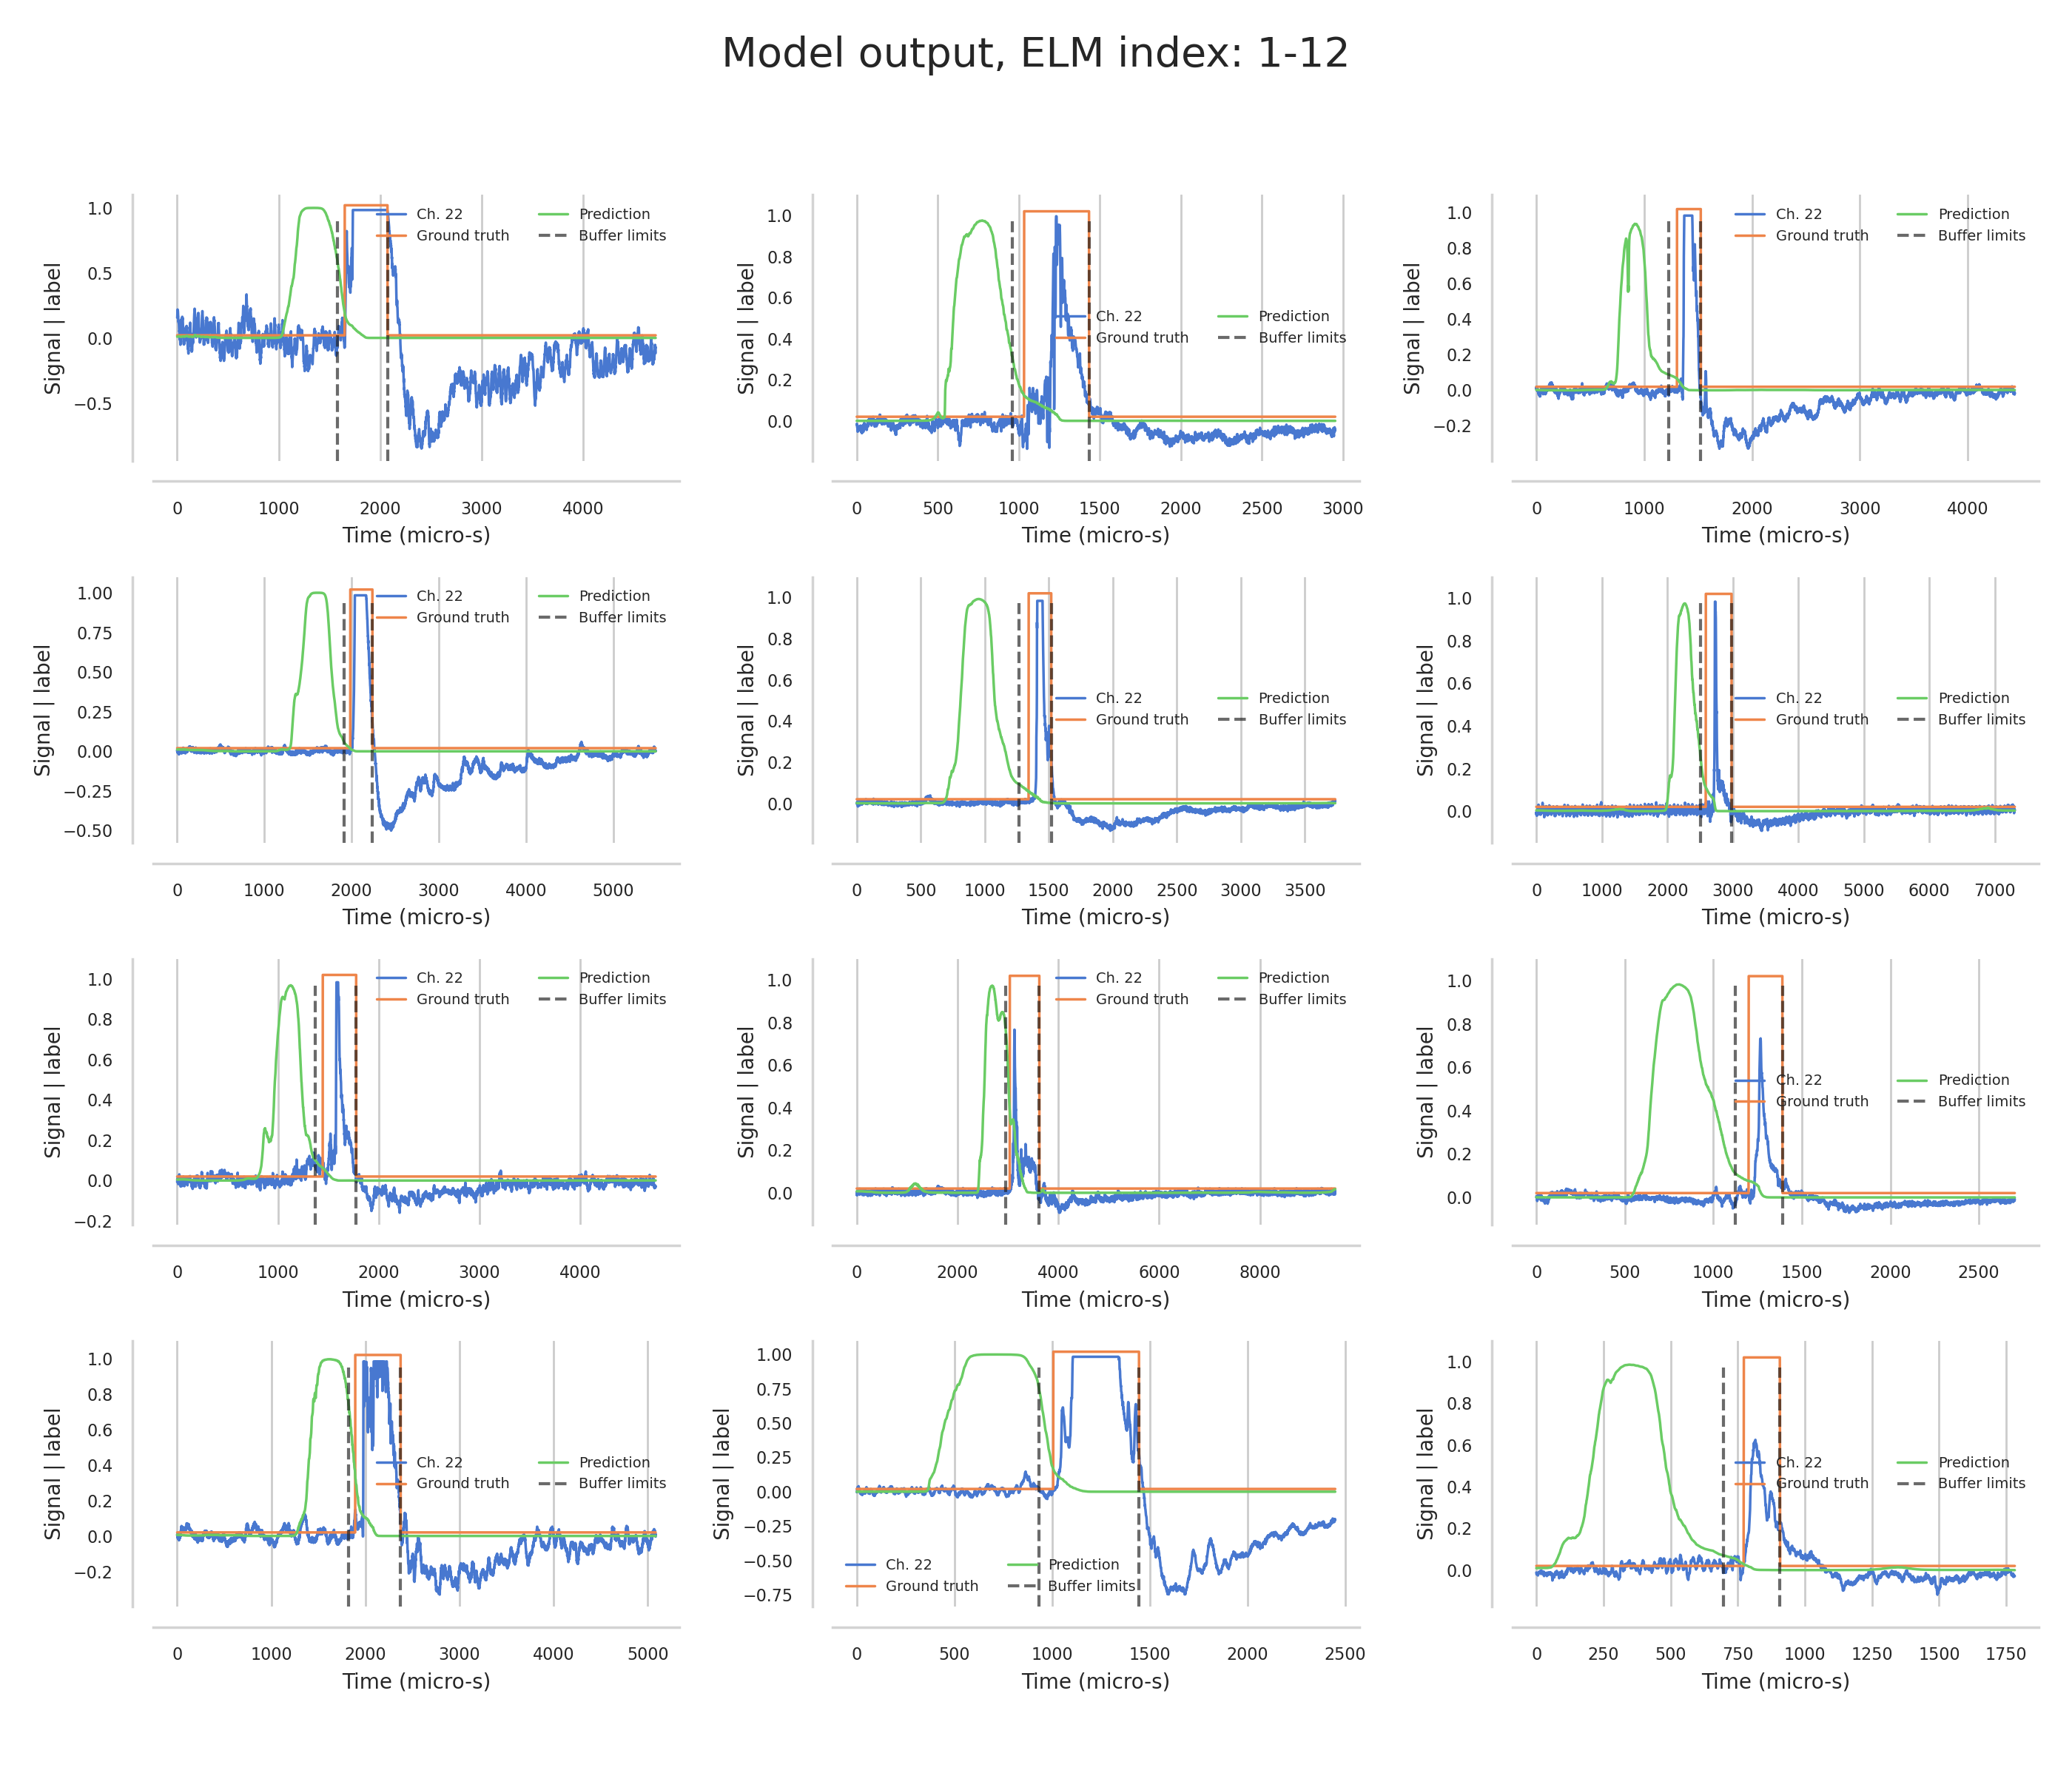 Model output, ELM index: 1-12
1.0
0.5
0.0
−0.5
Signal | label
Ch. 22
Ground truth
Prediction
Buffer limits
0 1000 2000 3000 4000
Time (micro-s)
1.0
0.8
0.6
0.4
0.2
0.0
Signal | label
Ch. 22
Ground truth
Prediction
Buffer limits
0 500 1000 1500 2000 2500 3000
Time (micro-s)
1.0
0.8
0.6
0.4
0.2
0.0
−0.2
Signal | label
Ch. 22
Ground truth
Prediction
Buffer limits
0 1000 2000 3000 4000
Time (micro-s)
1.00
0.75
0.50
0.25
0.00
−0.25
−0.50
Signal | label
Ch. 22
Ground truth
Prediction
Buffer limits
0 1000 2000 3000 4000 5000
Time (micro-s)
1.0
0.8
0.6
0.4
0.2
0.0
Signal | label
Ch. 22
Ground truth
Prediction
Buffer limits
0 500 1000 1500 2000 2500 3000 3500
Time (micro-s)
1.0
0.8
0.6
0.4
0.2
0.0
Signal | label
Ch. 22
Ground truth
Prediction
Buffer limits
0 1000 2000 3000 4000 5000 6000 7000
Time (micro-s)
1.0
0.8
0.6
0.4
0.2
0.0
−0.2
Signal | label
Ch. 22
Ground truth
Prediction
Buffer limits
0 1000 2000 3000 4000
Time (micro-s)
1.0
0.8
0.6
0.4
0.2
0.0
Signal | label
Ch. 22
Ground truth
Prediction
Buffer limits
0 2000 4000 6000 8000
Time (micro-s)
1.0
0.8
0.6
0.4
0.2
0.0
Signal | label
Ch. 22
Ground truth
Prediction
Buffer limits
0 500 1000 1500 2000 2500
Time (micro-s)
1.0
0.8
0.6
0.4
0.2
0.0
−0.2
Signal | label
Ch. 22
Ground truth
Prediction
Buffer limits
0 1000 2000 3000 4000 5000
Time (micro-s)
1.00
0.75
0.50
0.25
0.00
−0.25
−0.50
−0.75
Signal | label
Ch. 22
Ground truth
Prediction
Buffer limits
0 500 1000 1500 2000 2500
Time (micro-s)
1.0
0.8
0.6
0.4
0.2
0.0
Signal | label
Ch. 22
Ground truth
Prediction
Buffer limits
0 250 500 750 1000 1250 1500 1750
Time (micro-s)